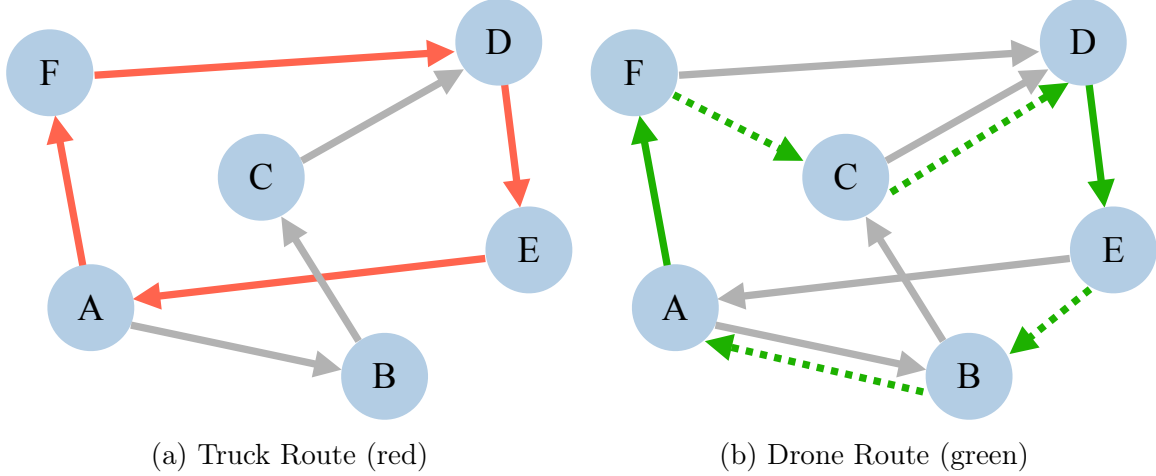 F
D
C
E
A
B
(a) Truck Route (red)
F
D
C
E
A
B
(b) Drone Route (green)